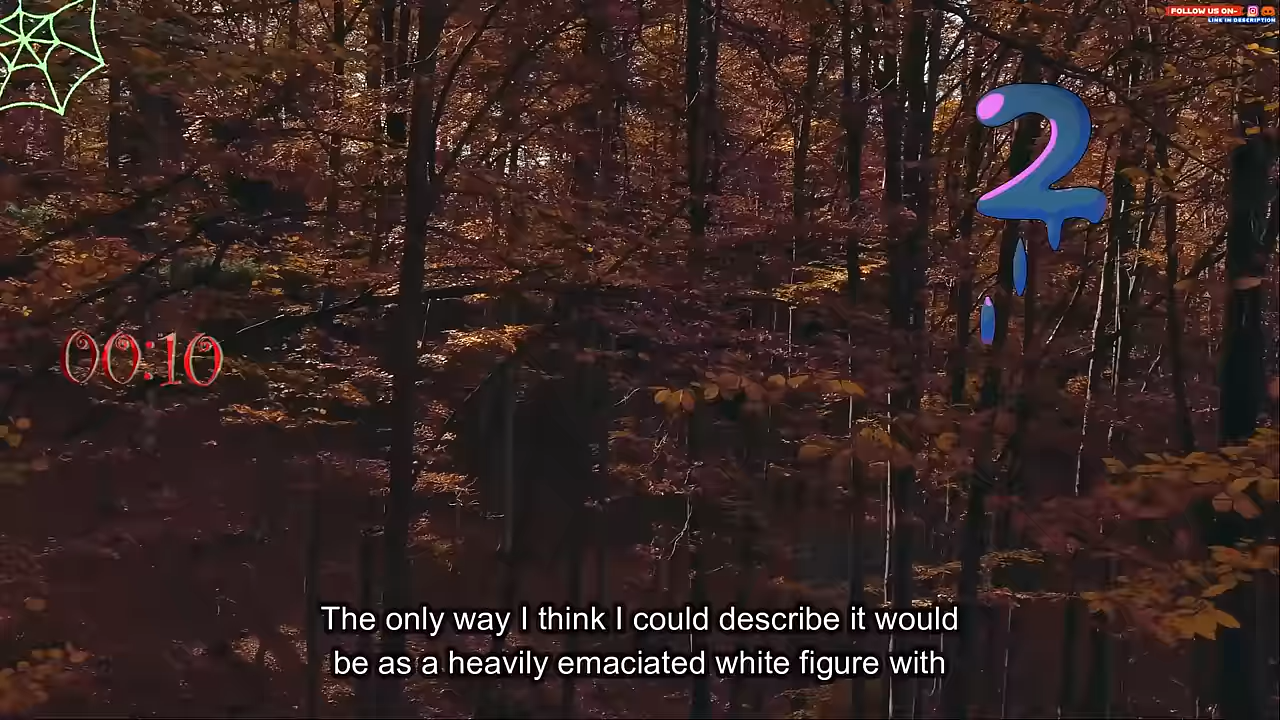 FOLLOW US ON-
LINK IN DESCRIPTION
2
00:10
The only way I think I could describe it would
be as a heavily emaciated white figure with